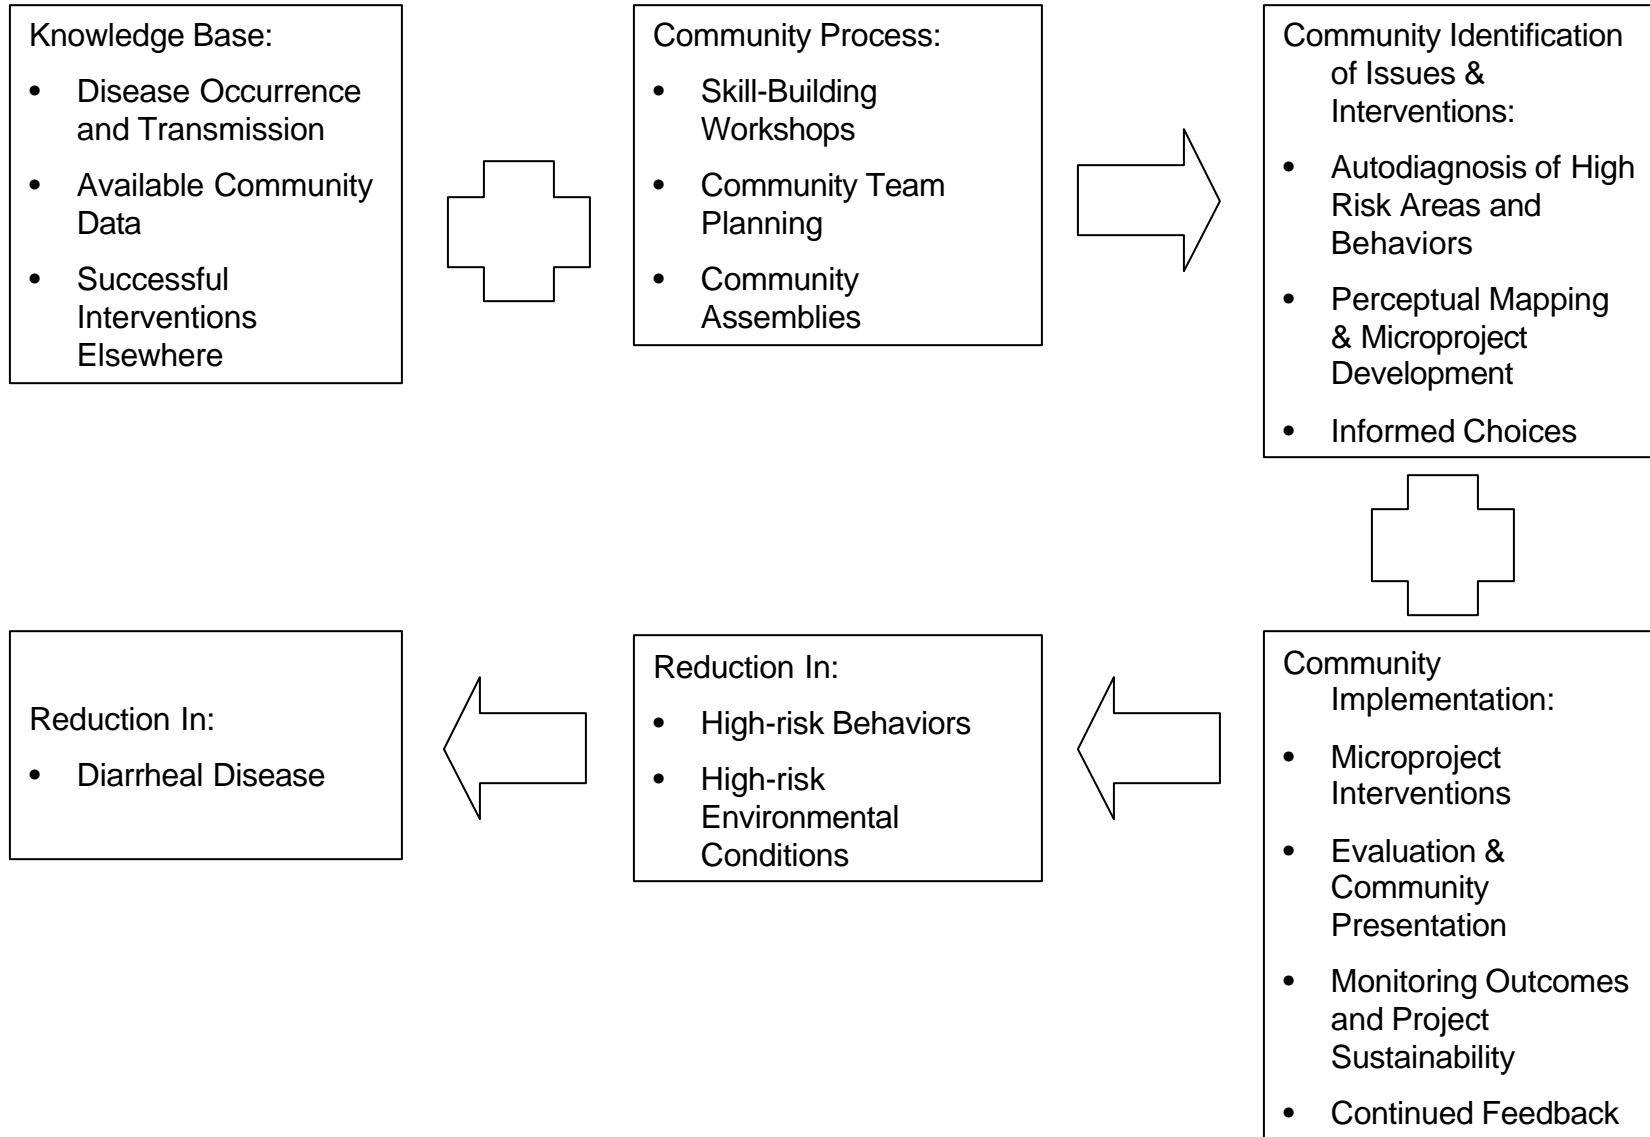 Knowledge Base:
• Disease Occurrence
and Transmission
• Available Community
Data
• Successful
Interventions
Elsewhere
Community Process:
• Skill-Building
Workshops
• Community Team
Planning
• Community
Assemblies
Community Identification
of Issues &
Interventions:
• Autodiagnosis of High
Risk Areas and
Behaviors
• Perceptual Mapping
& Microproject
Development
• Informed Choices
Community
Implementation:
• Microproject
Interventions
• Evaluation &
Community
Presentation
• Monitoring Outcomes
and Project
Sustainability
• Continued Feedback
Reduction In:
• High-risk Behaviors
• High-risk
Environmental
Conditions
Reduction In:
• Diarrheal Disease